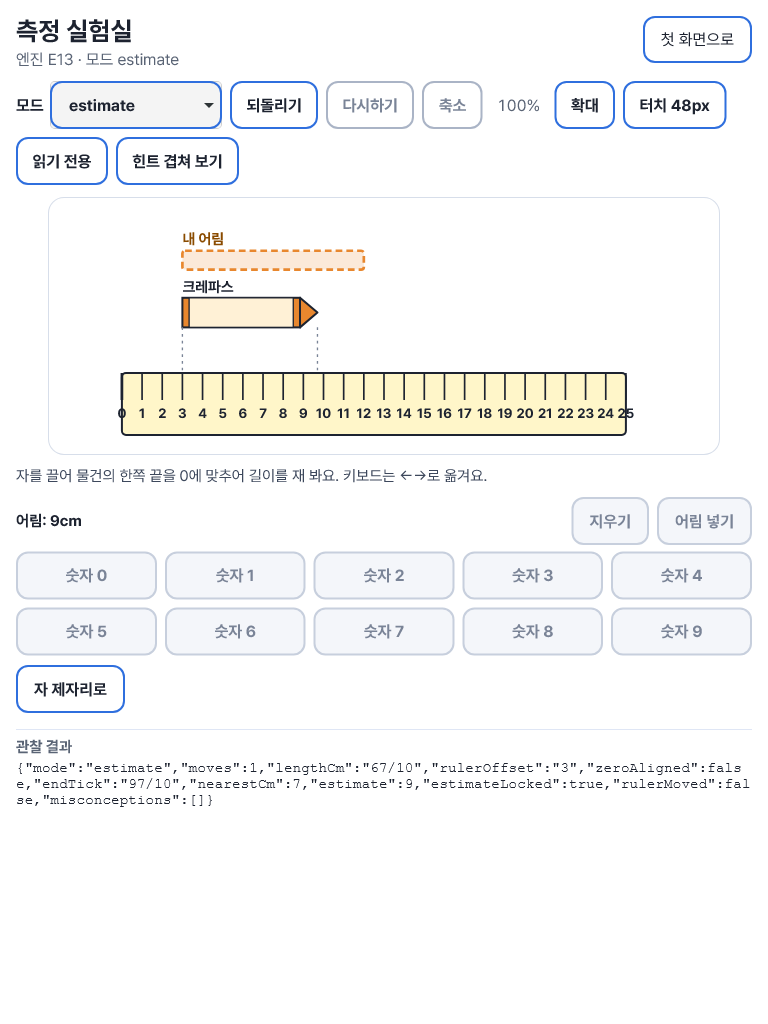 측정 실험실
엔진 E13 · 모드 estimate
첫 화면으로
모드 estimate 되돌리기 다시하기 축소 100% 확대 터치 48px
읽기 전용 힌트 겹쳐 보기
내 어림
크레파스
0 1 2 3 4 5 6 7 8 9 10 11 12 13 14 15 16 17 18 19 20 21 22 23 24 25
자를 끌어 물건의 한쪽 끝을 0에 맞추어 길이를 재 봐요. 키보드는 ←→로 옮겨요.
어림: 9cm 지우기 어림 넣기
숫자 0 숫자 1 숫자 2 숫자 3 숫자 4
숫자 5 숫자 6 숫자 7 숫자 8 숫자 9
자 제자리로
관찰 결과
{"mode":"estimate","moves":1,"lengthCm":"67/10","rulerOffset":"3","zeroAligned":fals
e,"endTick":"97/10","nearestCm":7,"estimate":9,"estimateLocked":true,"rulerMoved":fal
se,"misconceptions":[]}